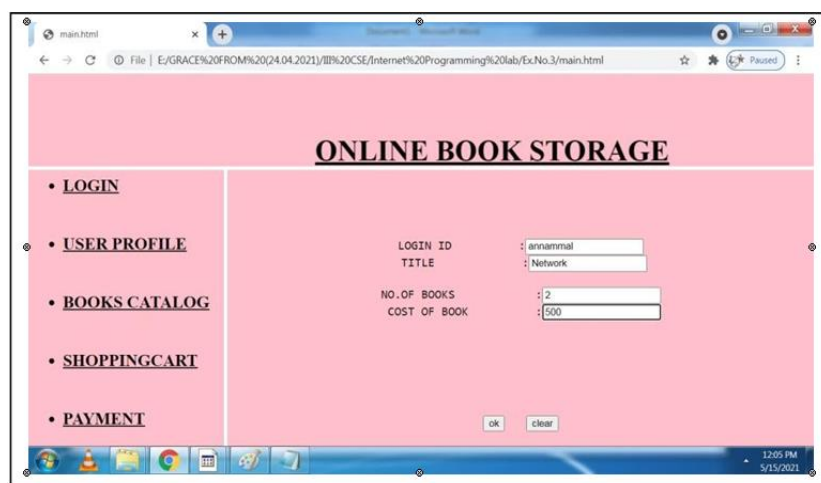 main.html
File | E:/GRACE%20FROM%20(24.04.2021)/III%20CSE/Internet%20Programming%20lab/Ex.No.3/main.html
Paused
ONLINE BOOK STORAGE
• LOGIN
• USER PROFILE
• BOOKS CATALOG
• SHOPPINGCART
• PAYMENT
LOGIN ID : annammal
TITLE : Network
NO.OF BOOKS : 2
COST OF BOOK : 500
ok clear
12:05 PM
5/15/2021